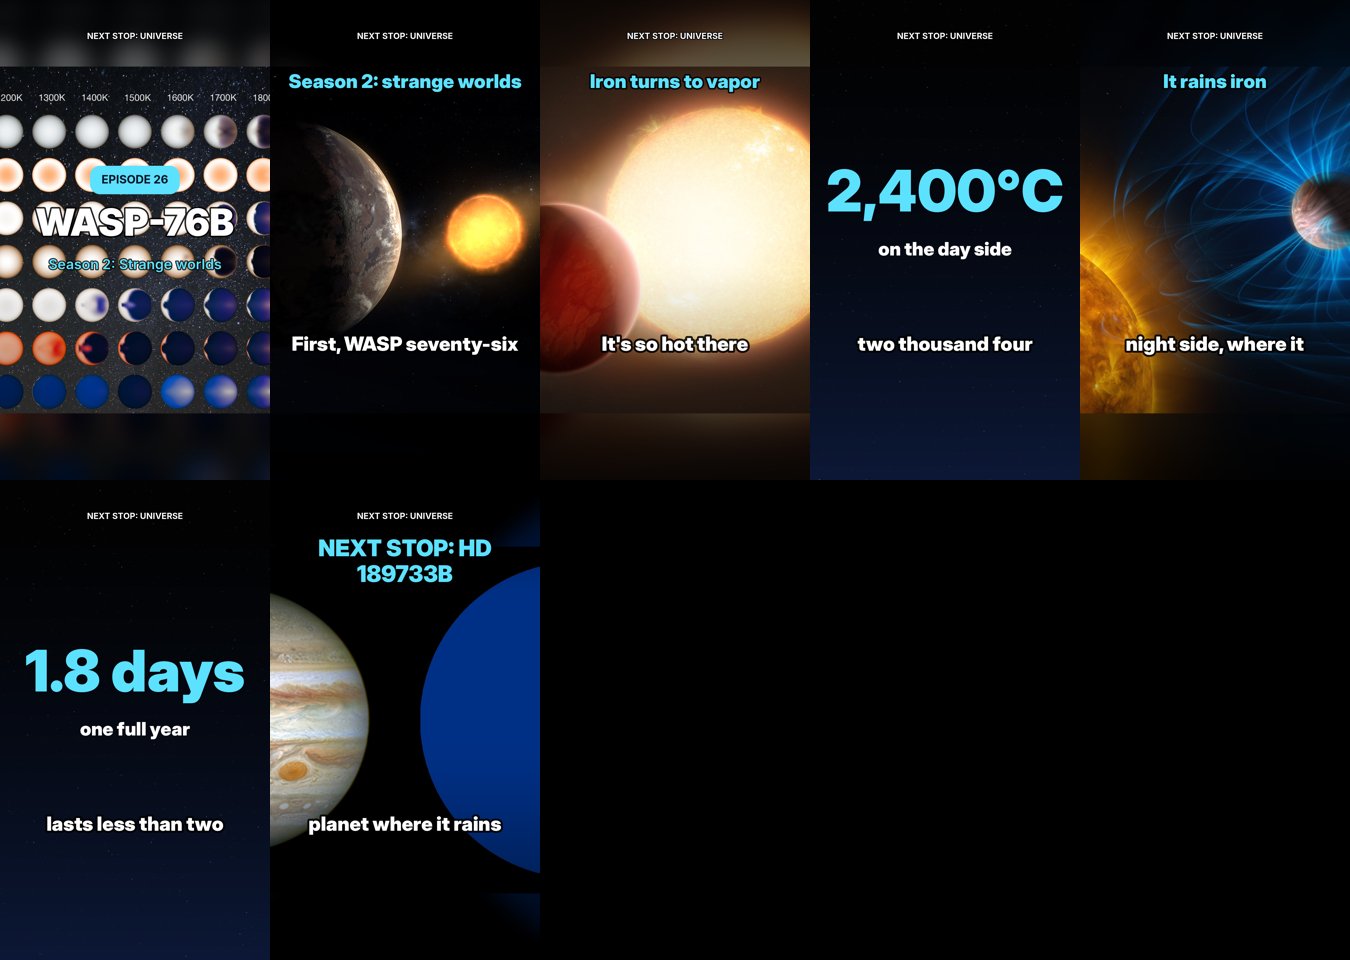 NEXT STOP: UNIVERSE
200K 1300K 1400K 1500K 1600K 1700K 180
EPISODE 26
WASP-76B
Season 2: Strange worlds
NEXT STOP: UNIVERSE
Season 2: strange worlds
First, WASP seventy-six
NEXT STOP: UNIVERSE
Iron turns to vapor
It's so hot there
NEXT STOP: UNIVERSE
2,400°C
on the day side
two thousand four
NEXT STOP: UNIVERSE
It rains iron
night side, where it
NEXT STOP: UNIVERSE
1.8 days
one full year
lasts less than two
NEXT STOP: UNIVERSE
NEXT STOP: HD
189733B
planet where it rains